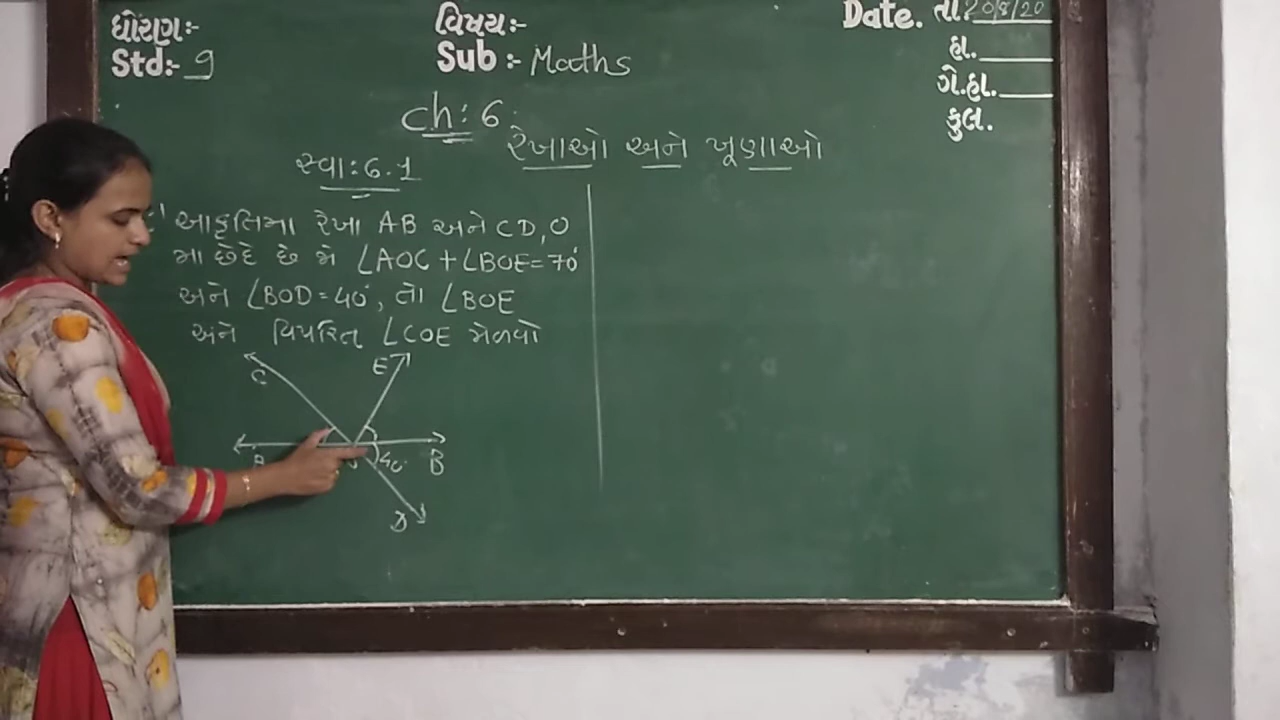 ધોરણ:-
Std:- 9
વિષય:-
Sub :- Maths
Date. તા. 20/8/20
હા.
ગે.હા.
કુલ.
ch: 6
રેખાઓ અને ખૂણાઓ
સ્વા: 6.1
આકૃતિમા રેખા AB અને CD, O
મા છેદે છે જો ∠AOC + ∠BOE = 70°
અને ∠BOD = 40°, તો ∠BOE
અને વિપરિત ∠COE મેળવો
C
E
40°
B
D